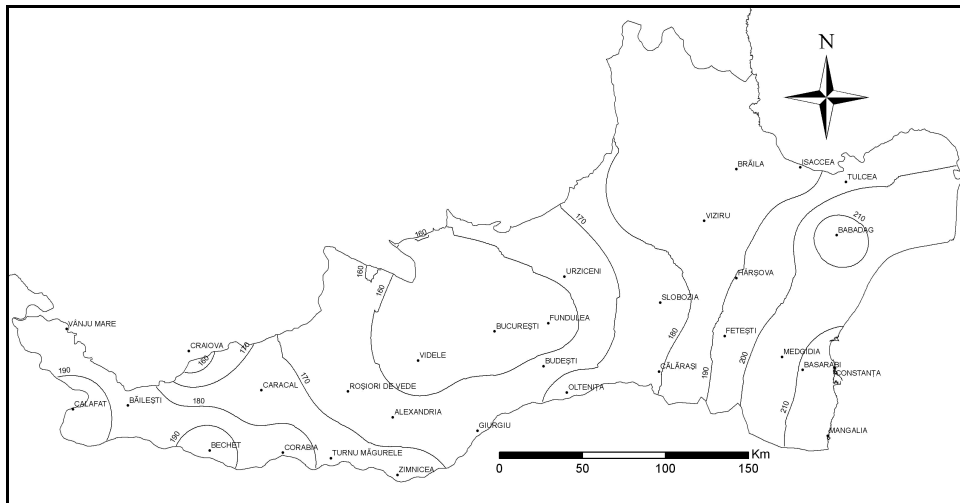 N
BRĂILA
ISACCEA
TULCEA
170
VIZIRU
210
BABADAG
160
160
160
URZICENI
HÂRȘOVA
SLOBOZIA
VÂNJU MARE
BUCUREȘTI
FUNDULEA
180
FETEȘTI
CRAIOVA
160
170
VIDELE
BUDEȘTI
CĂLĂRAȘI
190
200
MEDGIDIA
BASARABI
CONSTANȚA
190
CALAFAT
BĂILEȘTI
180
CARACAL
170
ROȘIORI DE VEDE
OLTENIȚA
ALEXANDRIA
210
190
BECHET
CORABIA
TURNU MĂGURELE
GIURGIU
ZIMNICEA
MANGALIA
Km
0 50 100 150